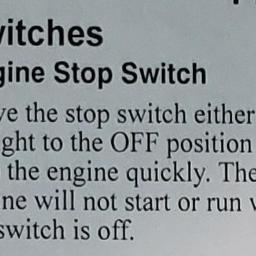 witches
gine Stop Switch
ve the stop switch either
ght to the OFF position
the engine quickly. The
ne will not start or run
switch is off.